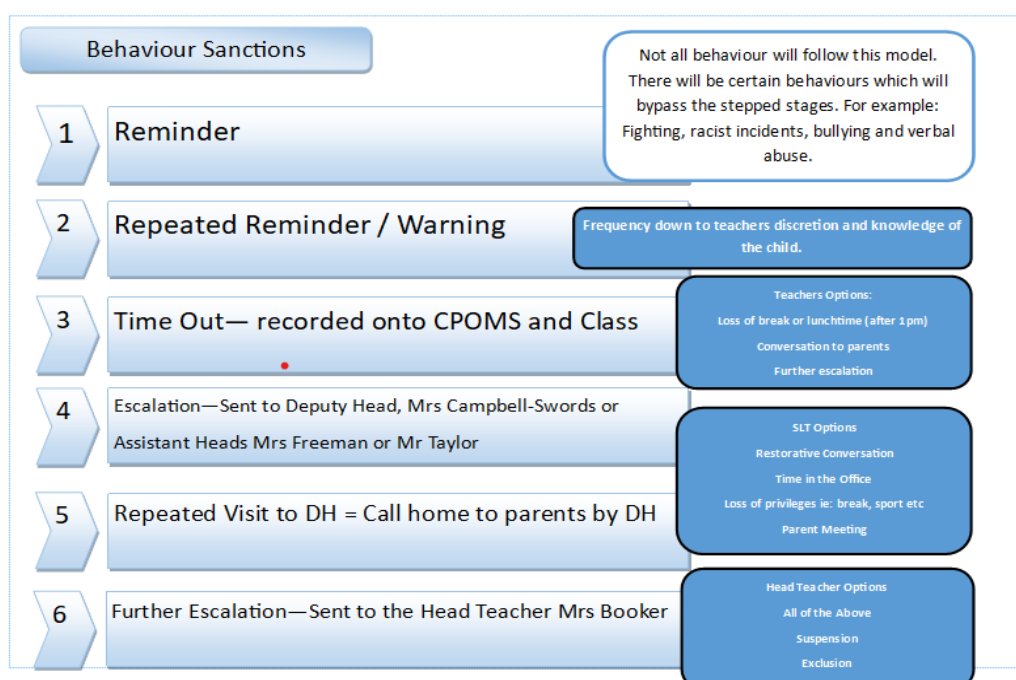 Behaviour Sanctions
Not all behaviour will follow this model.
There will be certain behaviours which will
bypass the stepped stages. For example:
Fighting, racist incidents, bullying and verbal
abuse.
1
Reminder
2
Repeated Reminder / Warning
Frequency down to teachers discretion and knowledge of
the child.
3
Time Out— recorded onto CPOMS and Class
Teachers Options:
Loss of break or lunchtime (after 1pm)
Conversation to parents
Further escalation
4
Escalation—Sent to Deputy Head, Mrs Campbell-Swords or
Assistant Heads Mrs Freeman or Mr Taylor
SLT Options
Restorative Conversation
Time in the Office
Loss of privileges ie: break, sport etc
Parent Meeting
5
Repeated Visit to DH = Call home to parents by DH
6
Further Escalation—Sent to the Head Teacher Mrs Booker
Head Teacher Options
All of the Above
Suspension
Exclusion